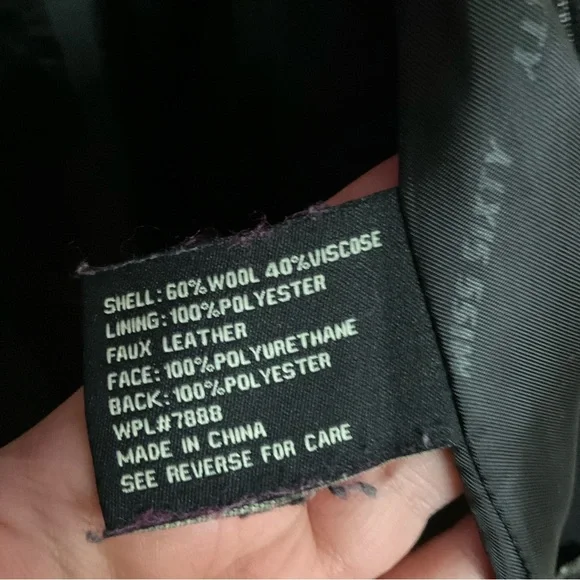 SHELL: 60% WOOL 40%VISCOSE
LINING: 100%POLYESTER
FAUX LEATHER
FACE: 100%POLYURETHANE
BACK: 100%POLYESTER
WPL#7888
MADE IN CHINA
SEE REVERSE FOR CARE